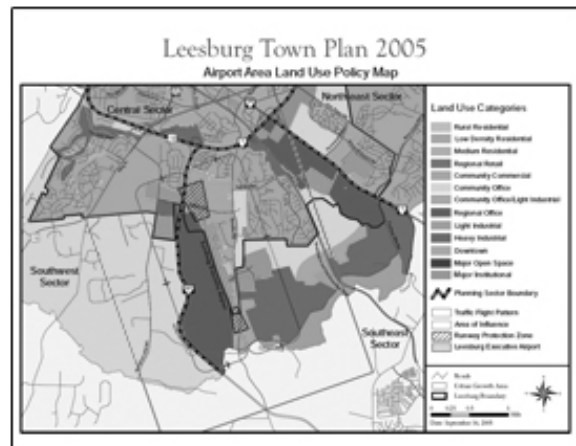 Leesburg Town Plan 2005
Airport Area Land Use Policy Map
Central Sector
Northeast Sector
Southwest
Sector
Southeast
Sector
Land Use Categories
Rural Residential
Low Density Residential
Medium Residential
Regional Retail
Community Commercial
Community Office
Community Office/Light Industrial
Regional Office
Light Industrial
Heavy Industrial
Downtown
Major Open Space
Major Institutional
Planning Sector Boundary
Traffic Flight Pattern
Area of Influence
Runway Protection Zone
Leesburg Executive Airport
Roads
Urban Growth Area
Leesburg Boundary